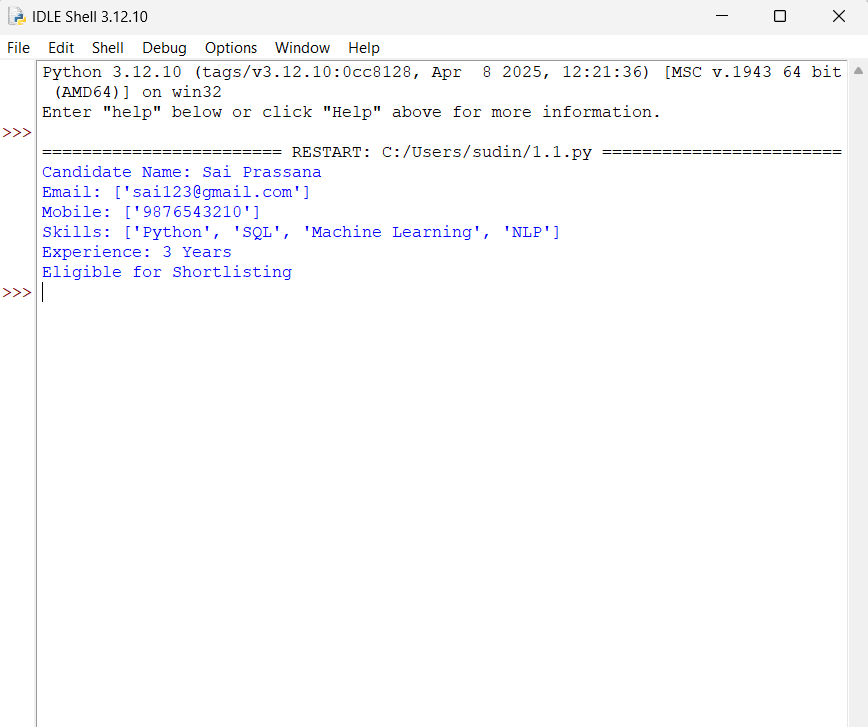 IDLE Shell 3.12.10
File Edit Shell Debug Options Window Help
Python 3.12.10 (tags/v3.12.10:0cc8128, Apr  8 2025, 12:21:36) [MSC v.1943 64 bit
 (AMD64)] on win32
Enter "help" below or click "Help" above for more information.
>>>
======================== RESTART: C:/Users/sudin/1.1.py ========================
Candidate Name: Sai Prassana
Email: ['sai123@gmail.com']
Mobile: ['9876543210']
Skills: ['Python', 'SQL', 'Machine Learning', 'NLP']
Experience: 3 Years
Eligible for Shortlisting
>>>